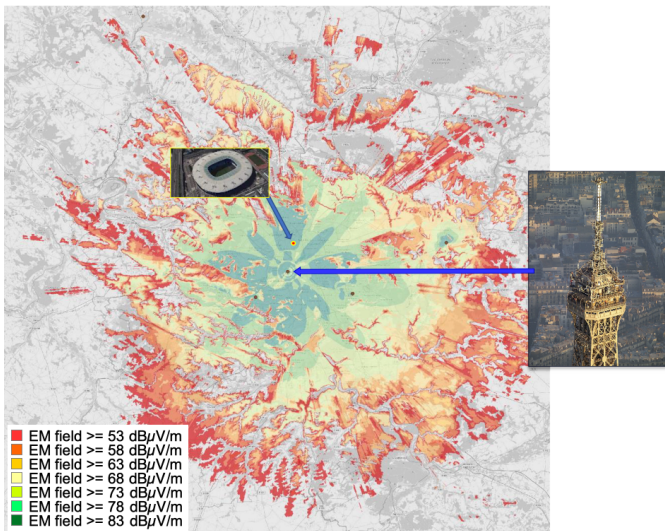 EM field >= 53 dBµV/m
EM field >= 58 dBµV/m
EM field >= 63 dBµV/m
EM field >= 68 dBµV/m
EM field >= 73 dBµV/m
EM field >= 78 dBµV/m
EM field >= 83 dBµV/m